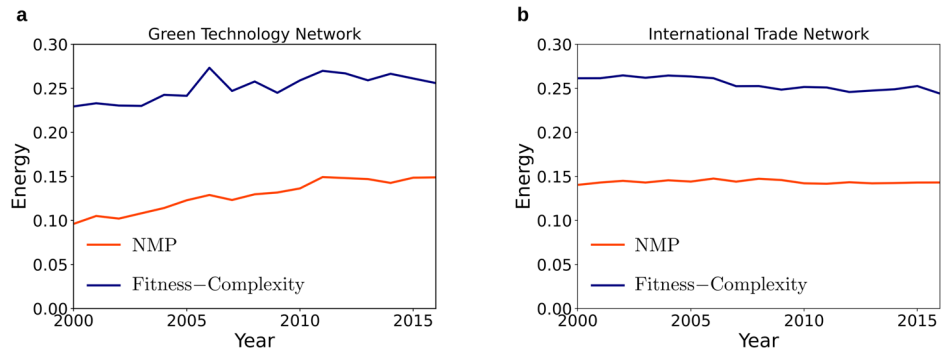 a
Green Technology Network
0.30
0.25
0.20
0.15
0.10
0.05
0.00
Energy
NMP
Fitness−Complexity
2000
2005
2010
2015
Year
b
International Trade Network
0.30
0.25
0.20
0.15
0.10
0.05
0.00
Energy
NMP
Fitness−Complexity
2000
2005
2010
2015
Year